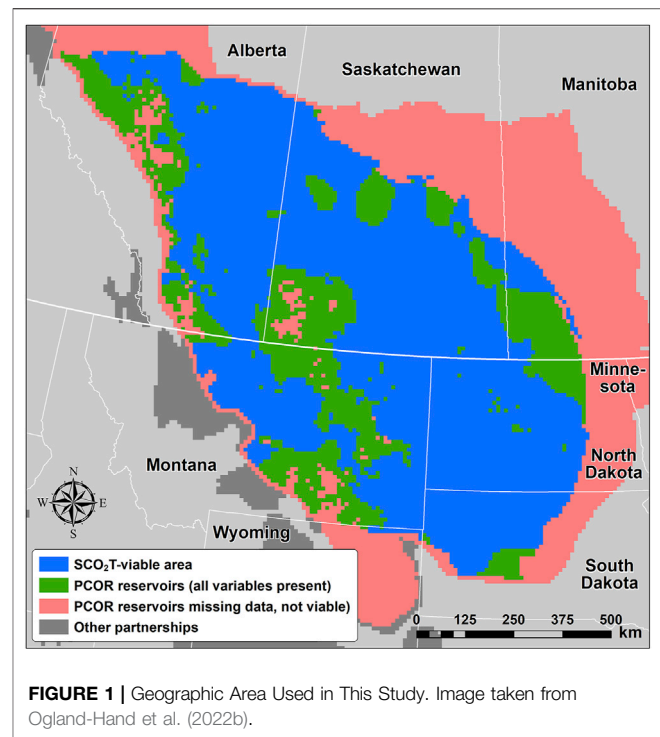 Alberta
Saskatchewan
Manitoba
Minne-
sota
North
Dakota
Montana
N
W E
S
Wyoming
South
Dakota
SCO₂T-viable area
PCOR reservoirs (all variables present)
PCOR reservoirs missing data, not viable)
Other partnerships
0 125 250 375 500
km
FIGURE 1 | Geographic Area Used in This Study. Image taken from
Ogland-Hand et al. (2022b).